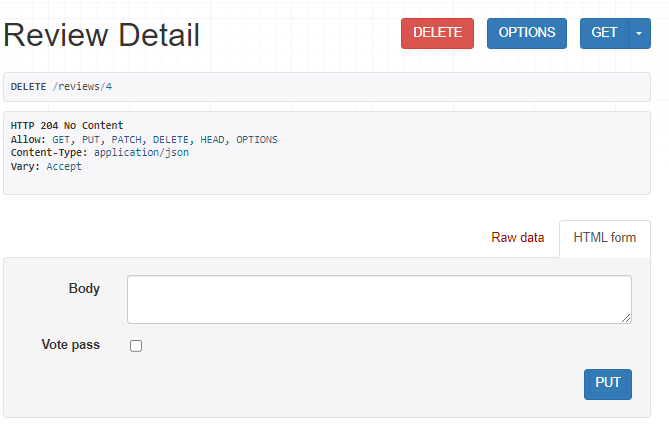 Review Detail
DELETE
OPTIONS
GET
DELETE /reviews/4
HTTP 204 No Content
Allow: GET, PUT, PATCH, DELETE, HEAD, OPTIONS
Content-Type: application/json
Vary: Accept
Raw data
HTML form
Body
Vote pass
PUT